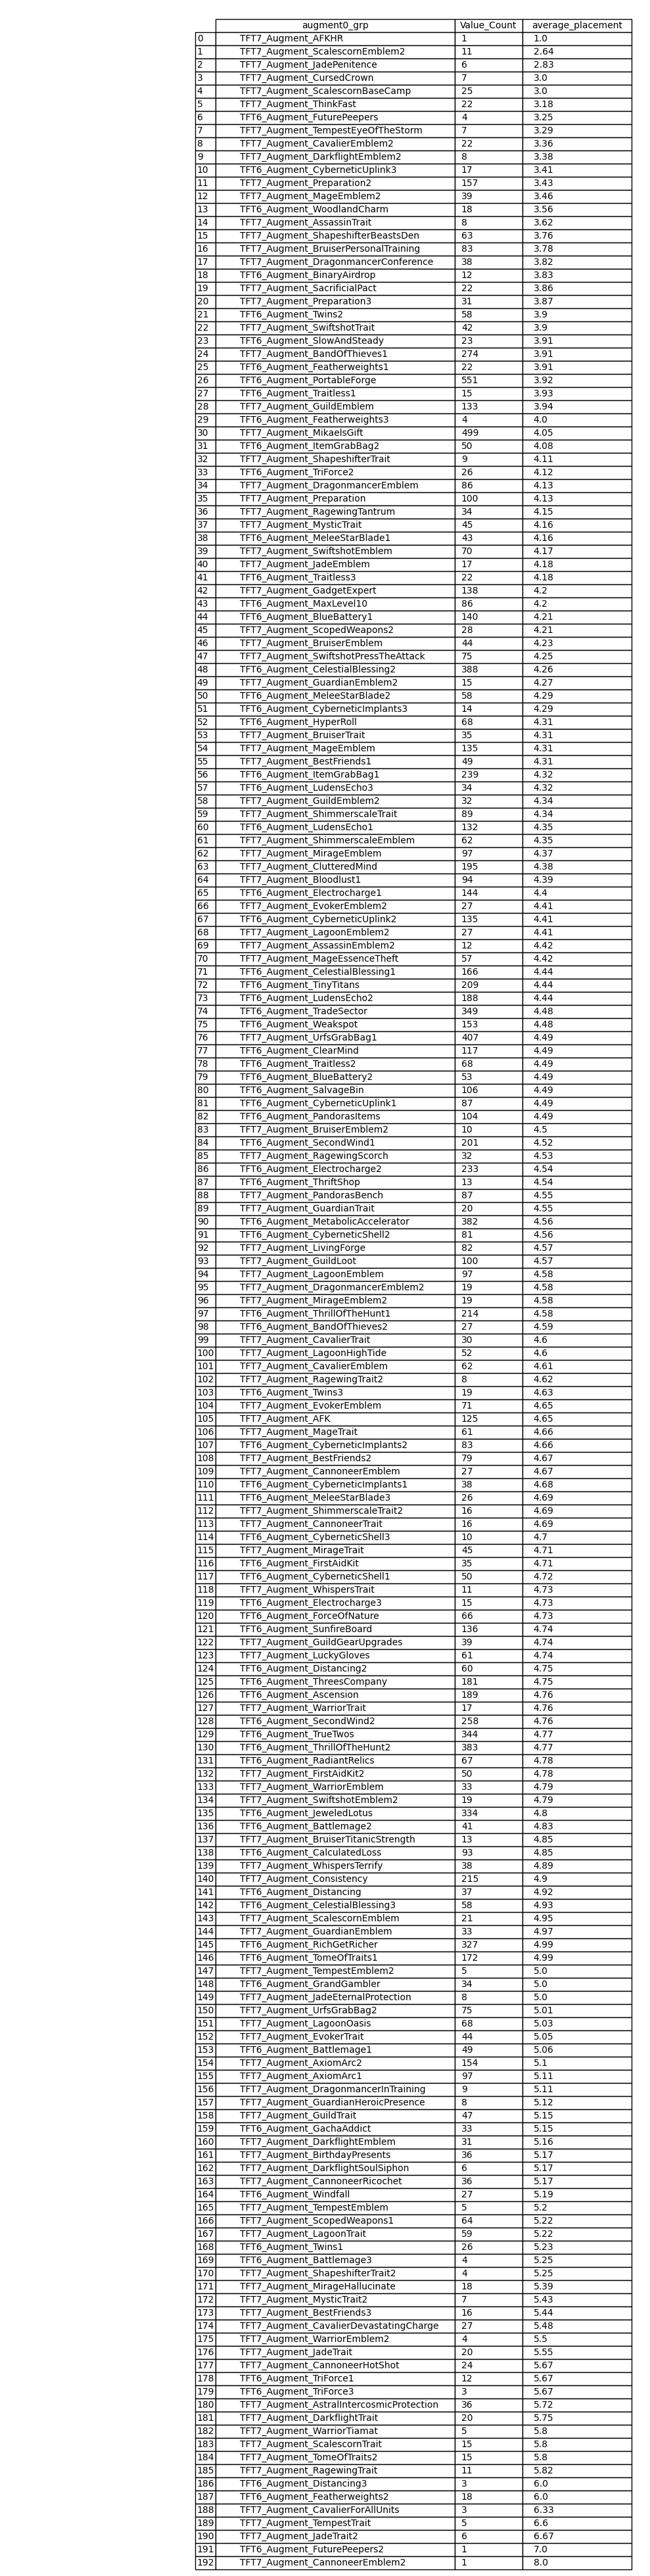 augment0_grp Value_Count average_placement
0 TFT7_Augment_AFKHR 1 1.0
1 TFT7_Augment_ScalescornEmblem2 11 2.64
2 TFT7_Augment_JadePenitence 6 2.83
3 TFT7_Augment_CursedCrown 7 3.0
4 TFT7_Augment_ScalescornBaseCamp 25 3.0
5 TFT7_Augment_ThinkFast 22 3.18
6 TFT6_Augment_FuturePeepers 4 3.25
7 TFT7_Augment_TempestEyeOfTheStorm 7 3.29
8 TFT7_Augment_CavalierEmblem2 22 3.36
9 TFT7_Augment_DarkflightEmblem2 8 3.38
10 TFT6_Augment_CyberneticUplink3 17 3.41
11 TFT7_Augment_Preparation2 157 3.43
12 TFT7_Augment_MageEmblem2 39 3.46
13 TFT6_Augment_WoodlandCharm 18 3.56
14 TFT7_Augment_AssassinTrait 8 3.62
15 TFT7_Augment_ShapeshifterBeastsDen 63 3.76
16 TFT7_Augment_BruiserPersonalTraining 83 3.78
17 TFT7_Augment_DragonmancerConference 38 3.82
18 TFT6_Augment_BinaryAirdrop 12 3.83
19 TFT7_Augment_SacrificialPact 22 3.86
20 TFT7_Augment_Preparation3 31 3.87
21 TFT6_Augment_Twins2 58 3.9
22 TFT7_Augment_SwiftshotTrait 42 3.9
23 TFT6_Augment_SlowAndSteady 23 3.91
24 TFT7_Augment_BandOfThieves1 274 3.91
25 TFT6_Augment_Featherweights1 22 3.91
26 TFT6_Augment_PortableForge 551 3.92
27 TFT6_Augment_Traitless1 15 3.93
28 TFT7_Augment_GuildEmblem 133 3.94
29 TFT6_Augment_Featherweights3 4 4.0
30 TFT7_Augment_MikaelsGift 499 4.05
31 TFT6_Augment_ItemGrabBag2 50 4.08
32 TFT7_Augment_ShapeshifterTrait 9 4.11
33 TFT6_Augment_TriForce2 26 4.12
34 TFT7_Augment_DragonmancerEmblem 86 4.13
35 TFT7_Augment_Preparation 100 4.13
36 TFT7_Augment_RagewingTantrum 34 4.15
37 TFT7_Augment_MysticTrait 45 4.16
38 TFT6_Augment_MeleeStarBlade1 43 4.16
39 TFT7_Augment_SwiftshotEmblem 70 4.17
40 TFT7_Augment_JadeEmblem 17 4.18
41 TFT6_Augment_Traitless3 22 4.18
42 TFT7_Augment_GadgetExpert 138 4.2
43 TFT6_Augment_MaxLevel10 86 4.2
44 TFT6_Augment_BlueBattery1 140 4.21
45 TFT7_Augment_ScopedWeapons2 28 4.21
46 TFT7_Augment_BruiserEmblem 44 4.23
47 TFT7_Augment_SwiftshotPressTheAttack 75 4.25
48 TFT6_Augment_CelestialBlessing2 388 4.26
49 TFT7_Augment_GuardianEmblem2 15 4.27
50 TFT6_Augment_MeleeStarBlade2 58 4.29
51 TFT6_Augment_CyberneticImplants3 14 4.29
52 TFT6_Augment_HyperRoll 68 4.31
53 TFT7_Augment_BruiserTrait 35 4.31
54 TFT7_Augment_MageEmblem 135 4.31
55 TFT7_Augment_BestFriends1 49 4.31
56 TFT6_Augment_ItemGrabBag1 239 4.32
57 TFT6_Augment_LudensEcho3 34 4.32
58 TFT7_Augment_GuildEmblem2 32 4.34
59 TFT7_Augment_ShimmerscaleTrait 89 4.34
60 TFT6_Augment_LudensEcho1 132 4.35
61 TFT7_Augment_ShimmerscaleEmblem 62 4.35
62 TFT7_Augment_MirageEmblem 97 4.37
63 TFT7_Augment_ClutteredMind 195 4.38
64 TFT7_Augment_Bloodlust1 94 4.39
65 TFT6_Augment_Electrocharge1 144 4.4
66 TFT7_Augment_EvokerEmblem2 27 4.41
67 TFT6_Augment_CyberneticUplink2 135 4.41
68 TFT7_Augment_LagoonEmblem2 27 4.41
69 TFT7_Augment_AssassinEmblem2 12 4.42
70 TFT7_Augment_MageEssenceTheft 57 4.42
71 TFT6_Augment_CelestialBlessing1 166 4.44
72 TFT6_Augment_TinyTitans 209 4.44
73 TFT6_Augment_LudensEcho2 188 4.44
74 TFT6_Augment_TradeSector 349 4.48
75 TFT6_Augment_Weakspot 153 4.48
76 TFT7_Augment_UrfsGrabBag1 407 4.49
77 TFT6_Augment_ClearMind 117 4.49
78 TFT6_Augment_Traitless2 68 4.49
79 TFT6_Augment_BlueBattery2 53 4.49
80 TFT6_Augment_SalvageBin 106 4.49
81 TFT6_Augment_CyberneticUplink1 87 4.49
82 TFT6_Augment_PandorasItems 104 4.49
83 TFT7_Augment_BruiserEmblem2 10 4.5
84 TFT6_Augment_SecondWind1 201 4.52
85 TFT7_Augment_RagewingScorch 32 4.53
86 TFT6_Augment_Electrocharge2 233 4.54
87 TFT6_Augment_ThriftShop 13 4.54
88 TFT7_Augment_PandorasBench 87 4.55
89 TFT7_Augment_GuardianTrait 20 4.55
90 TFT6_Augment_MetabolicAccelerator 382 4.56
91 TFT6_Augment_CyberneticShell2 81 4.56
92 TFT7_Augment_LivingForge 82 4.57
93 TFT7_Augment_GuildLoot 100 4.57
94 TFT7_Augment_LagoonEmblem 97 4.58
95 TFT7_Augment_DragonmancerEmblem2 19 4.58
96 TFT7_Augment_MirageEmblem2 19 4.58
97 TFT6_Augment_ThrillOfTheHunt1 214 4.58
98 TFT6_Augment_BandOfThieves2 27 4.59
99 TFT7_Augment_CavalierTrait 30 4.6
100 TFT7_Augment_LagoonHighTide 52 4.6
101 TFT7_Augment_CavalierEmblem 62 4.61
102 TFT7_Augment_RagewingTrait2 8 4.62
103 TFT6_Augment_Twins3 19 4.63
104 TFT7_Augment_EvokerEmblem 71 4.65
105 TFT7_Augment_AFK 125 4.65
106 TFT7_Augment_MageTrait 61 4.66
107 TFT6_Augment_CyberneticImplants2 83 4.66
108 TFT7_Augment_BestFriends2 79 4.67
109 TFT7_Augment_CannoneerEmblem 27 4.67
110 TFT6_Augment_CyberneticImplants1 38 4.68
111 TFT6_Augment_MeleeStarBlade3 26 4.69
112 TFT7_Augment_ShimmerscaleTrait2 16 4.69
113 TFT7_Augment_CannoneerTrait 16 4.69
114 TFT6_Augment_CyberneticShell3 10 4.7
115 TFT7_Augment_MirageTrait 45 4.71
116 TFT6_Augment_FirstAidKit 35 4.71
117 TFT6_Augment_CyberneticShell1 50 4.72
118 TFT7_Augment_WhispersTrait 11 4.73
119 TFT6_Augment_Electrocharge3 15 4.73
120 TFT6_Augment_ForceOfNature 66 4.73
121 TFT6_Augment_SunfireBoard 136 4.74
122 TFT7_Augment_GuildGearUpgrades 39 4.74
123 TFT7_Augment_LuckyGloves 61 4.74
124 TFT6_Augment_Distancing2 60 4.75
125 TFT6_Augment_ThreesCompany 181 4.75
126 TFT6_Augment_Ascension 189 4.76
127 TFT7_Augment_WarriorTrait 17 4.76
128 TFT6_Augment_SecondWind2 258 4.76
129 TFT6_Augment_TrueTwos 344 4.77
130 TFT6_Augment_ThrillOfTheHunt2 383 4.77
131 TFT6_Augment_RadiantRelics 67 4.78
132 TFT7_Augment_FirstAidKit2 50 4.78
133 TFT7_Augment_WarriorEmblem 33 4.79
134 TFT7_Augment_SwiftshotEmblem2 19 4.79
135 TFT6_Augment_JeweledLotus 334 4.8
136 TFT6_Augment_Battlemage2 41 4.83
137 TFT7_Augment_BruiserTitanicStrength 13 4.85
138 TFT6_Augment_CalculatedLoss 93 4.85
139 TFT7_Augment_WhispersTerrify 38 4.89
140 TFT7_Augment_Consistency 215 4.9
141 TFT6_Augment_Distancing 37 4.92
142 TFT6_Augment_CelestialBlessing3 58 4.93
143 TFT7_Augment_ScalescornEmblem 21 4.95
144 TFT7_Augment_GuardianEmblem 33 4.97
145 TFT6_Augment_RichGetRicher 327 4.99
146 TFT6_Augment_TomeOfTraits1 172 4.99
147 TFT7_Augment_TempestEmblem2 5 5.0
148 TFT6_Augment_GrandGambler 34 5.0
149 TFT7_Augment_JadeEternalProtection 8 5.0
150 TFT7_Augment_UrfsGrabBag2 75 5.01
151 TFT7_Augment_LagoonOasis 68 5.03
152 TFT7_Augment_EvokerTrait 44 5.05
153 TFT6_Augment_Battlemage1 49 5.06
154 TFT7_Augment_AxiomArc2 154 5.1
155 TFT7_Augment_AxiomArc1 97 5.11
156 TFT7_Augment_DragonmancerInTraining 9 5.11
157 TFT7_Augment_GuardianHeroicPresence 8 5.12
158 TFT7_Augment_GuildTrait 47 5.15
159 TFT6_Augment_GachaAddict 33 5.15
160 TFT7_Augment_DarkflightEmblem 31 5.16
161 TFT7_Augment_BirthdayPresents 36 5.17
162 TFT7_Augment_DarkflightSoulSiphon 6 5.17
163 TFT7_Augment_CannoneerRicochet 36 5.17
164 TFT6_Augment_Windfall 27 5.19
165 TFT7_Augment_TempestEmblem 5 5.2
166 TFT7_Augment_ScopedWeapons1 64 5.22
167 TFT7_Augment_LagoonTrait 59 5.22
168 TFT6_Augment_Twins1 26 5.23
169 TFT6_Augment_Battlemage3 4 5.25
170 TFT7_Augment_ShapeshifterTrait2 4 5.25
171 TFT7_Augment_MirageHallucinate 18 5.39
172 TFT7_Augment_MysticTrait2 7 5.43
173 TFT7_Augment_BestFriends3 16 5.44
174 TFT7_Augment_CavalierDevastatingCharge 27 5.48
175 TFT7_Augment_WarriorEmblem2 4 5.5
176 TFT7_Augment_JadeTrait 20 5.55
177 TFT7_Augment_CannoneerHotShot 24 5.67
178 TFT6_Augment_TriForce1 12 5.67
179 TFT6_Augment_TriForce3 3 5.67
180 TFT7_Augment_AstralIntercosmicProtection 36 5.72
181 TFT7_Augment_DarkflightTrait 20 5.75
182 TFT7_Augment_WarriorTiamat 5 5.8
183 TFT7_Augment_ScalescornTrait 15 5.8
184 TFT7_Augment_TomeOfTraits2 15 5.8
185 TFT7_Augment_RagewingTrait 11 5.82
186 TFT6_Augment_Distancing3 3 6.0
187 TFT6_Augment_Featherweights2 18 6.0
188 TFT7_Augment_CavalierForAllUnits 3 6.33
189 TFT7_Augment_TempestTrait 5 6.6
190 TFT7_Augment_JadeTrait2 6 6.67
191 TFT6_Augment_FuturePeepers2 1 7.0
192 TFT7_Augment_CannoneerEmblem2 1 8.0